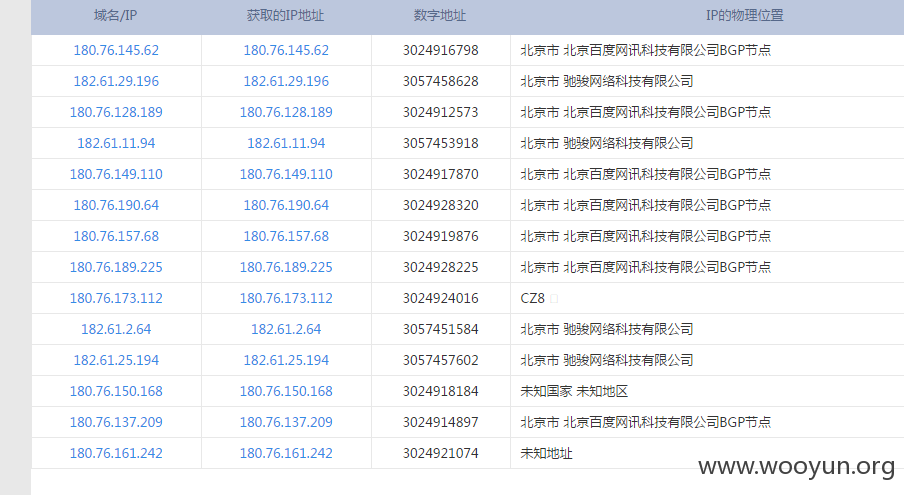 域名/IP 获取的IP地址 数字地址 IP的物理位置
180.76.145.62 180.76.145.62 3024916798 北京市 北京百度网讯科技有限公司BGP节点
182.61.29.196 182.61.29.196 3057458628 北京市 驰骏网络科技有限公司
180.76.128.189 180.76.128.189 3024912573 北京市 北京百度网讯科技有限公司BGP节点
182.61.11.94 182.61.11.94 3057453918 北京市 驰骏网络科技有限公司
180.76.149.110 180.76.149.110 3024917870 北京市 北京百度网讯科技有限公司BGP节点
180.76.190.64 180.76.190.64 3024928320 北京市 北京百度网讯科技有限公司BGP节点
180.76.157.68 180.76.157.68 3024919876 北京市 北京百度网讯科技有限公司BGP节点
180.76.189.225 180.76.189.225 3024928225 北京市 北京百度网讯科技有限公司BGP节点
180.76.173.112 180.76.173.112 3024924016 CZ8
182.61.2.64 182.61.2.64 3057451584 北京市 驰骏网络科技有限公司
182.61.25.194 182.61.25.194 3057457602 北京市 驰骏网络科技有限公司
180.76.150.168 180.76.150.168 3024918184 未知国家 未知地区
180.76.137.209 180.76.137.209 3024914897 北京市 北京百度网讯科技有限公司BGP节点
180.76.161.242 180.76.161.242 3024921074 未知地址
www.wooyun.org